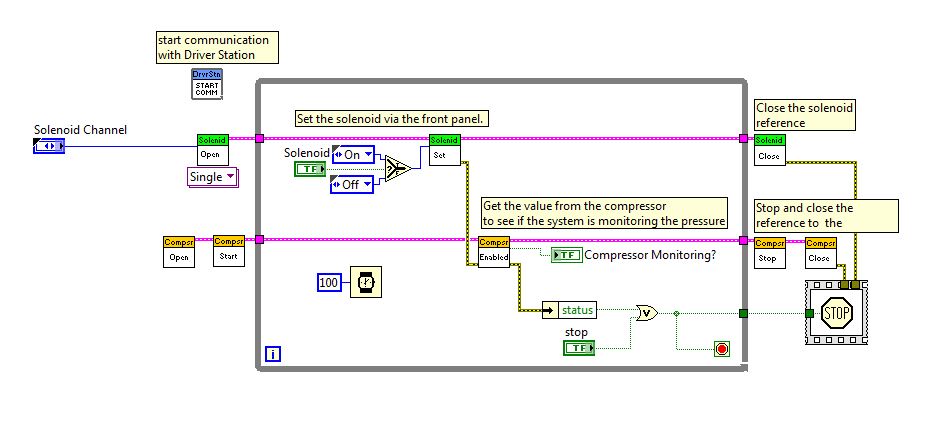 start communication
with Driver Station
DrvrStn
START
COMM
Set the solenoid via the front panel.
Close the solenoid
reference
Solenoid Channel
Solenid
Open
Single
Solenoid
TF
On
Off
Solenid
Set
Solenid
Close
Get the value from the compressor
to see if the system is monitoring the pressure
Stop and close the
reference to the
Compsr
Open
Compsr
Start
Compsr
Enabled
TF
Compressor Monitoring?
Compsr
Stop
Compsr
Close
100
status
V
stop
TF
STOP
i